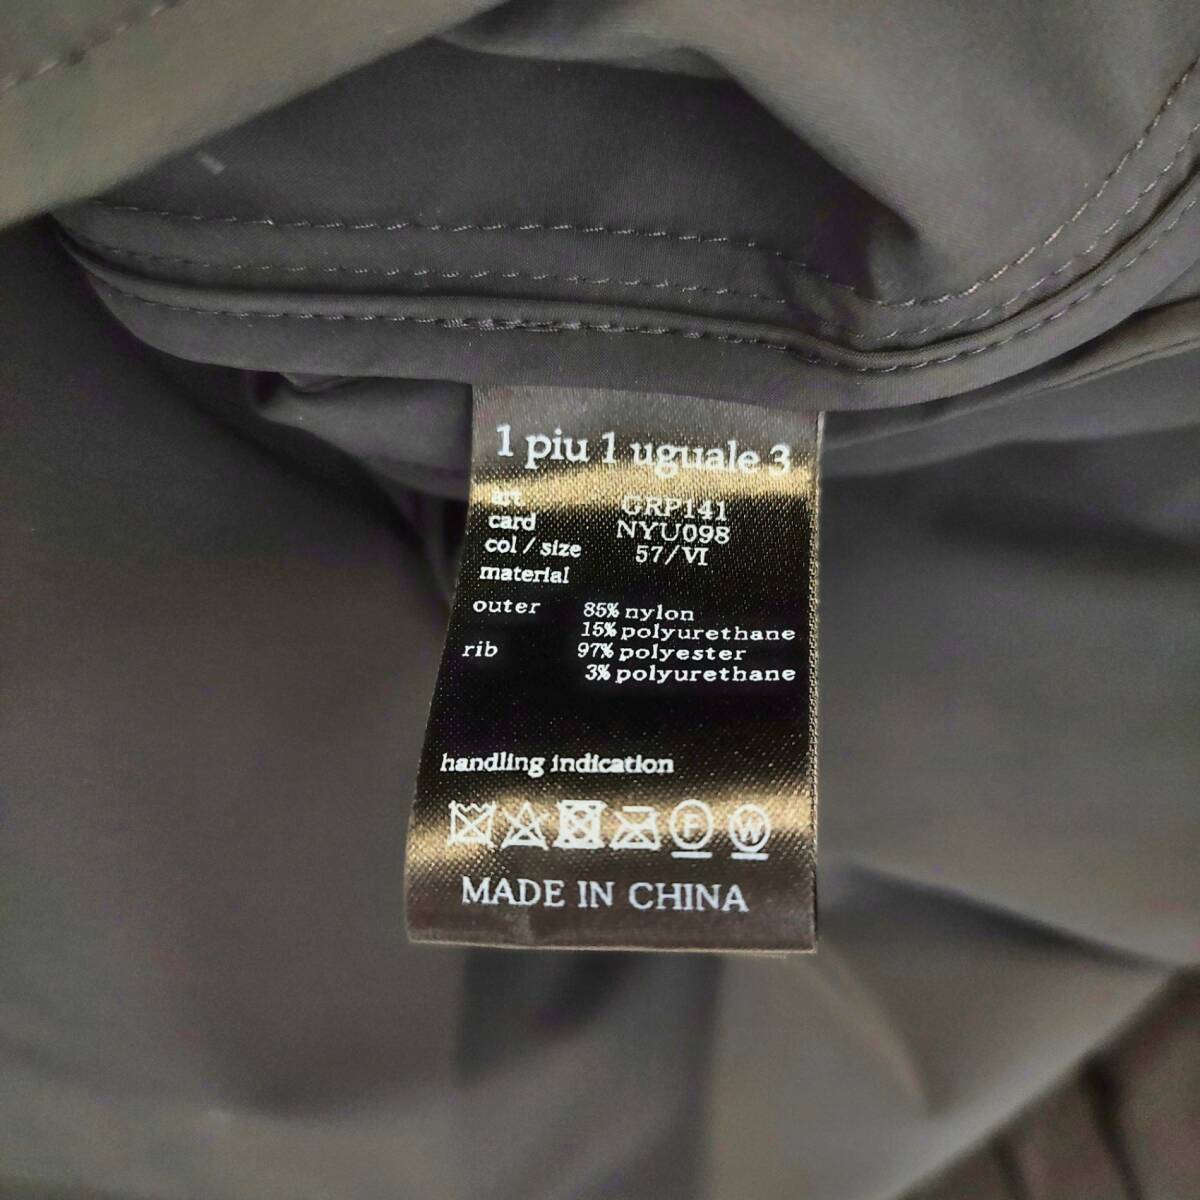 1 piu 1 uguale 3
art GRP141
card NYU098
col / size 57/VI
material
outer 85% nylon
15% polyurethane
rib 97% polyester
3% polyurethane
handling indication
F W
MADE IN CHINA